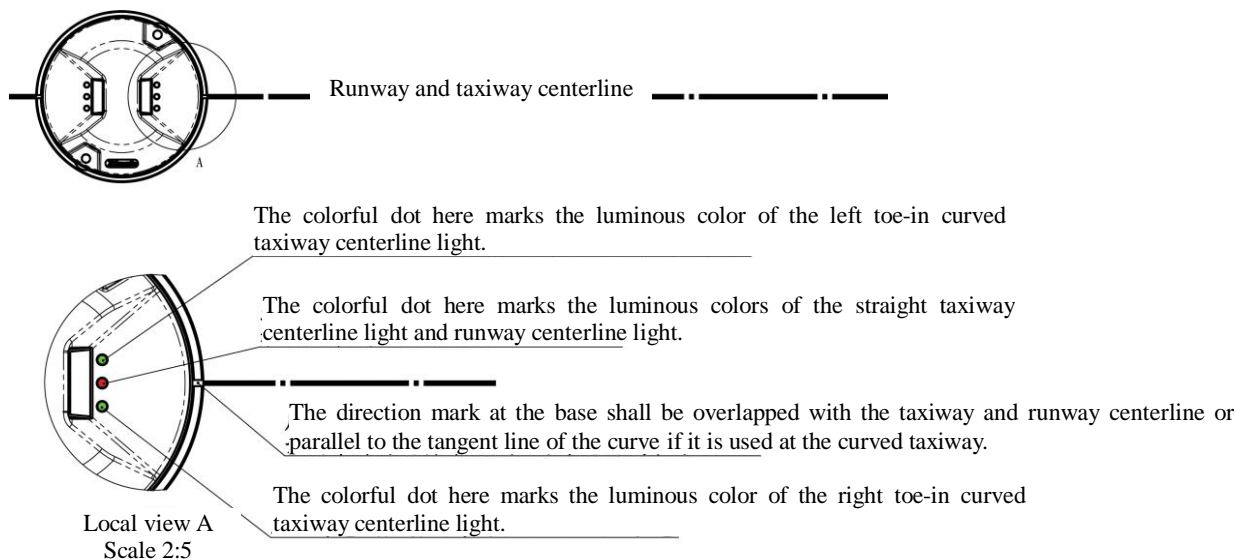 Runway and taxiway centerline
A
The colorful dot here marks the luminous color of the left toe-in curved
taxiway centerline light.
The colorful dot here marks the luminous colors of the straight taxiway
centerline light and runway centerline light.
The direction mark at the base shall be overlapped with the taxiway and runway centerline or
parallel to the tangent line of the curve if it is used at the curved taxiway.
The colorful dot here marks the luminous color of the right toe-in curved
taxiway centerline light.
Local view A
Scale 2:5